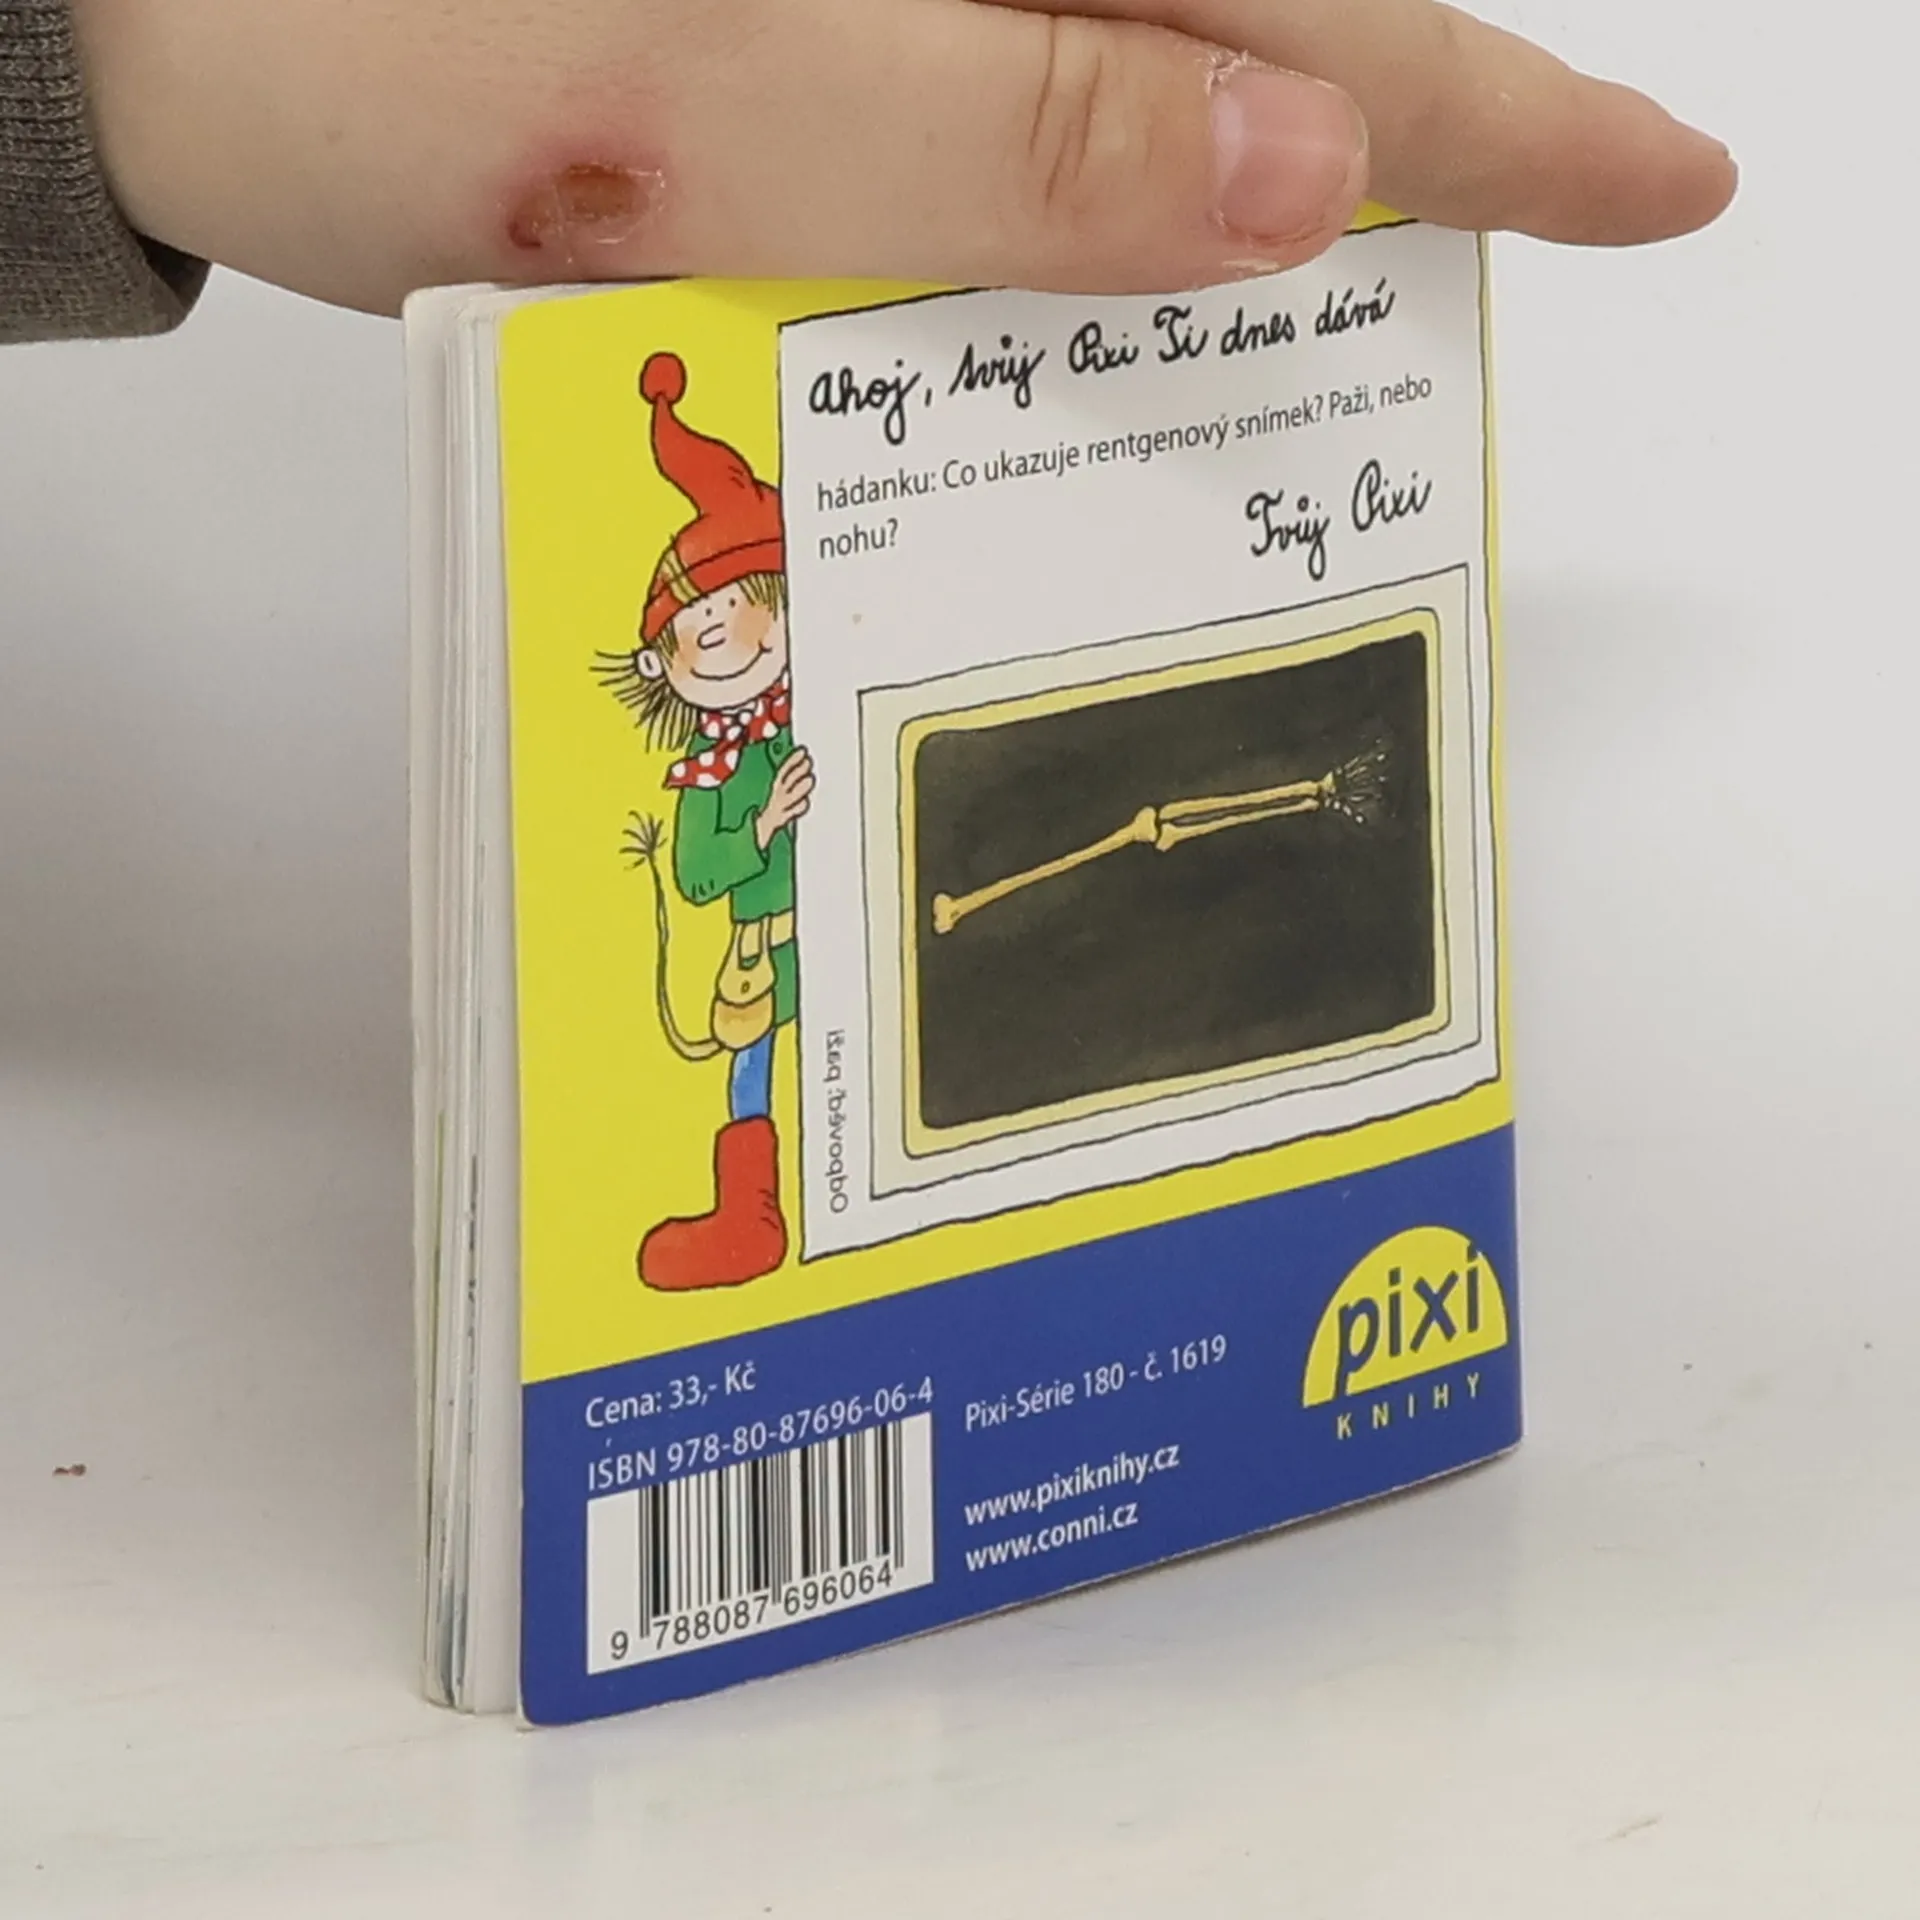 Ahoj, tvůj Pixi Ti dnes dává
hádanku: Co ukazuje rentgenový snímek? Paži, nebo
nohu?
Tvůj Pixi
Odpověď: paži
pixi
KNIHY
Cena: 33,- Kč
ISBN 978-80-87696-06-4
9 788087 696064
Pixi-Série 180 - č. 1619
www.pixiknihy.cz
www.conni.cz